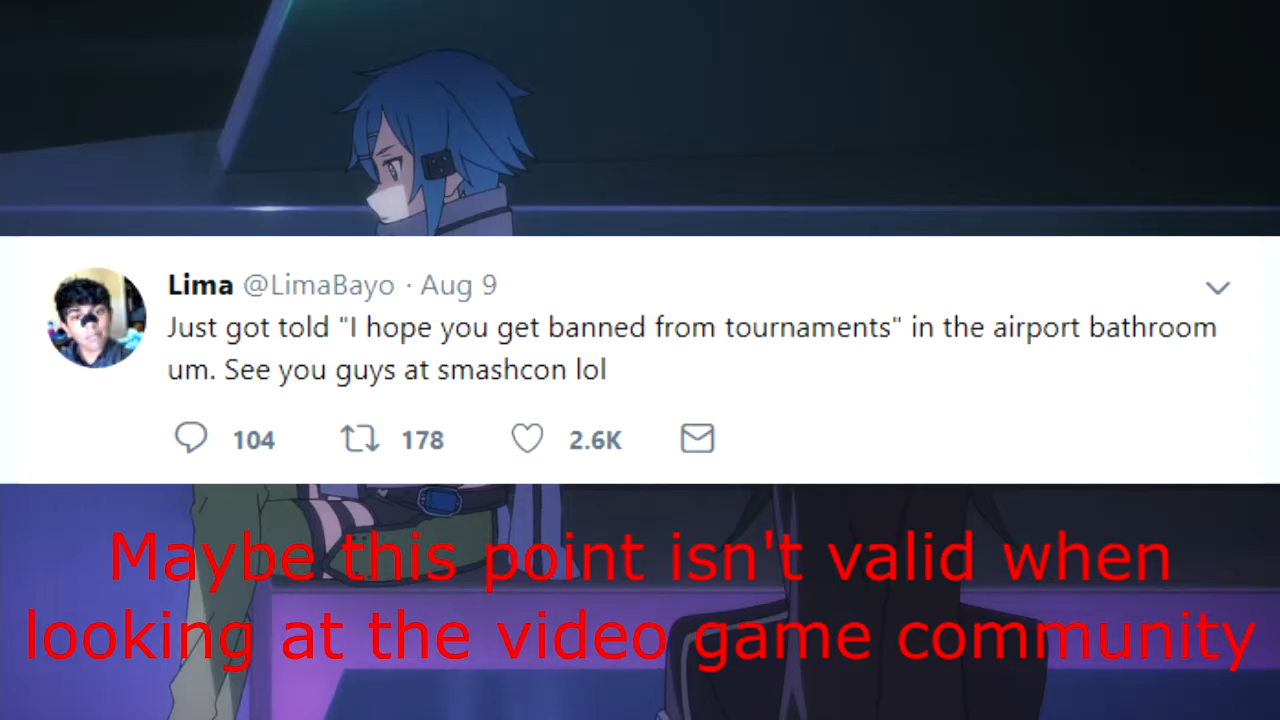 Lima @LimaBayo · Aug 9
Just got told "I hope you get banned from tournaments" in the airport bathroom
um. See you guys at smashcon lol
104 178 2.6K
Maybe this point isn't valid when
looking at the video game community